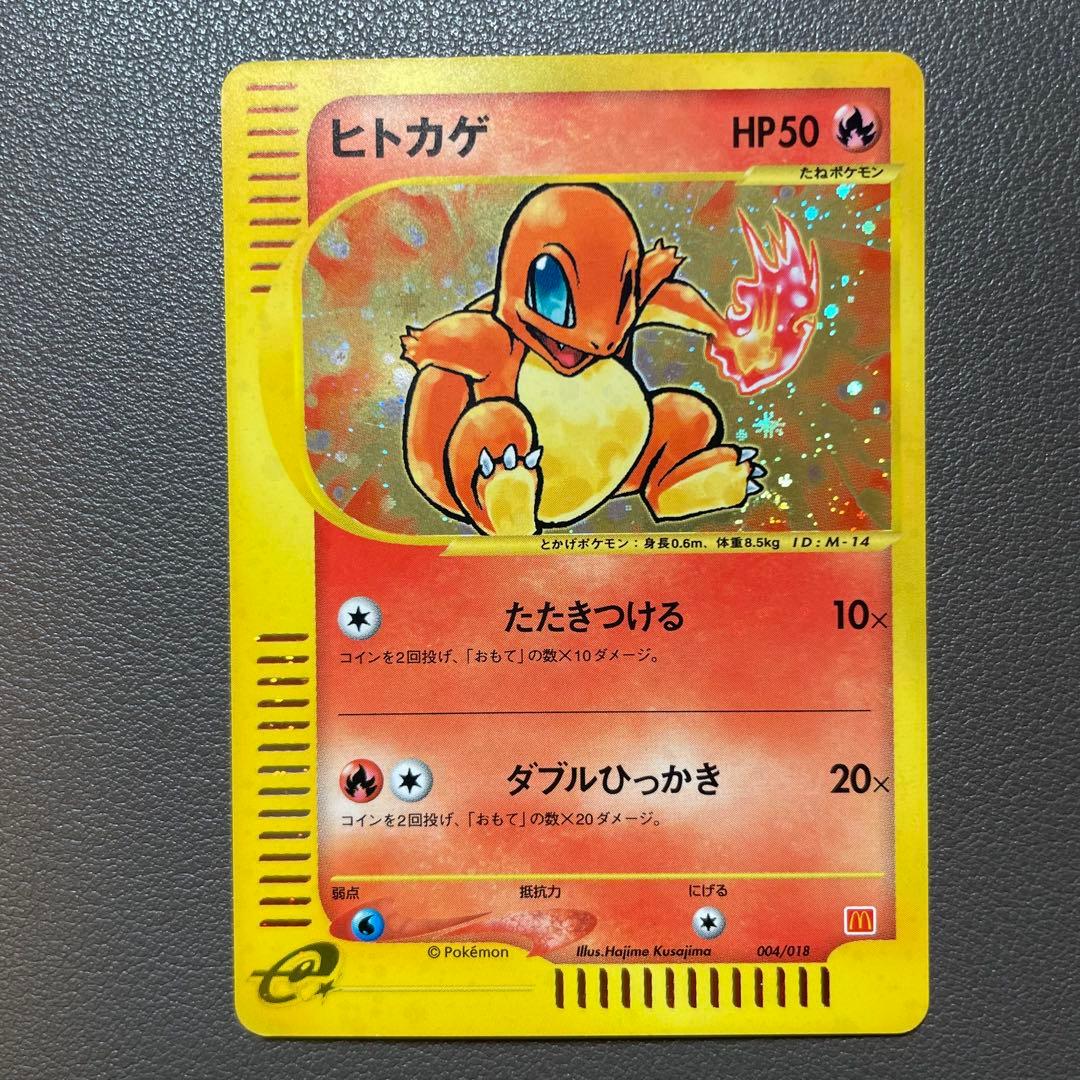 ヒトカゲ HP50
たねポケモン
とかげポケモン：身長0.6m、体重8.5kg ID:M-14
たたきつける 10×
コインを2回投げ、「おもて」の数×10ダメージ。
ダブルひっかき 20×
コインを2回投げ、「おもて」の数×20ダメージ。
弱点 抵抗力 にげる
© Pokémon Illus.Hajime Kusajima 004/018